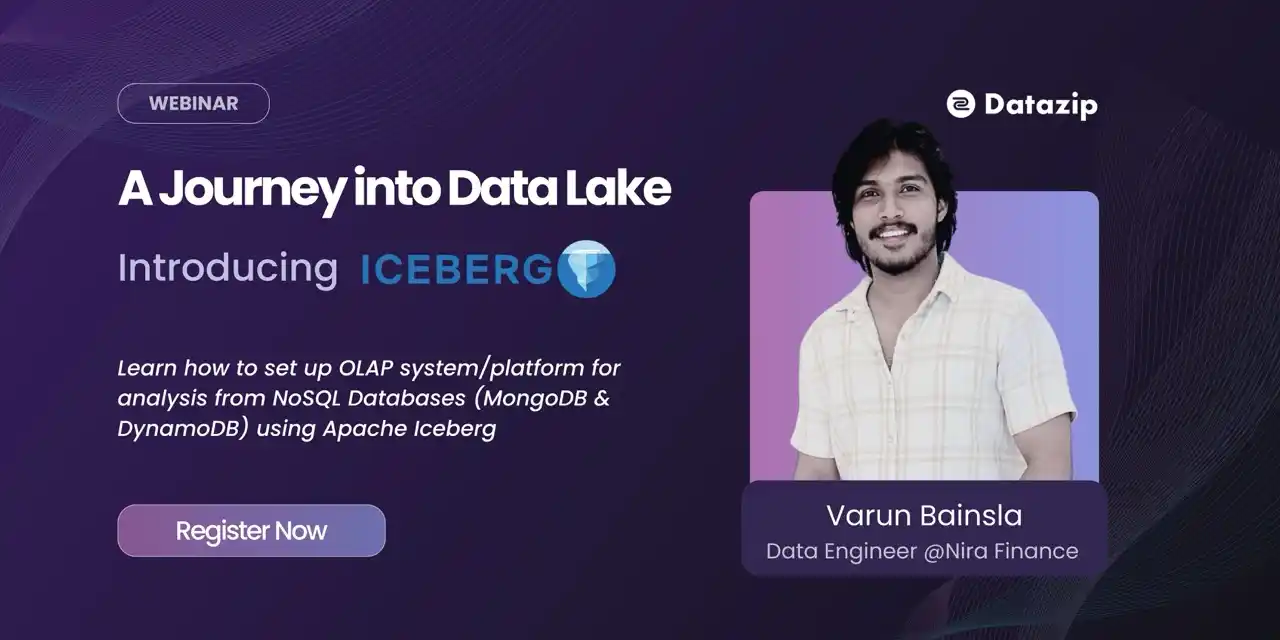 WEBINAR
Datazip
A Journey into Data Lake
Introducing ICEBERG
Learn how to set up OLAP system/platform for
analysis from NoSQL Databases (MongoDB &
DynamoDB) using Apache Iceberg
Register Now
Varun Bainsla
Data Engineer @Nira Finance